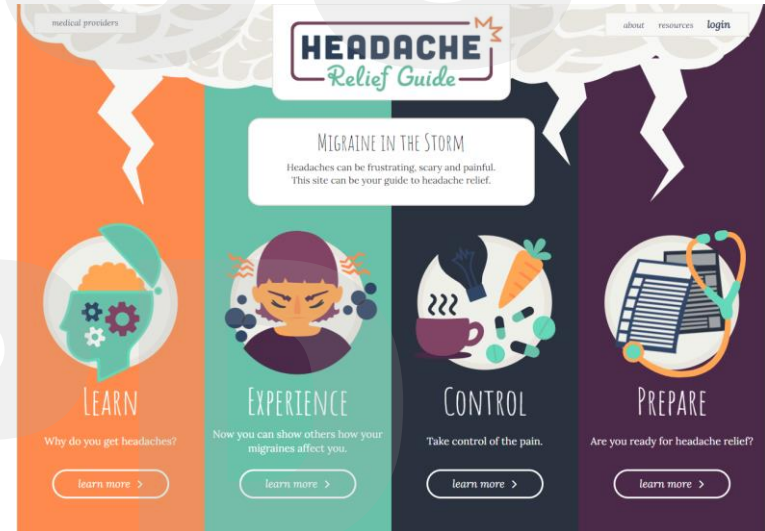 medical providers
HEADACHE
Relief Guide
about resources login
MIGRAINE IN THE STORM
Headaches can be frustrating, scary and painful.
This site can be your guide to headache relief.
LEARN
Why do you get headaches?
learn more >
EXPERIENCE
Now you can show others how your
migraines affect you.
learn more >
CONTROL
Take control of the pain.
learn more >
PREPARE
Are you ready for headache relief?
learn more >